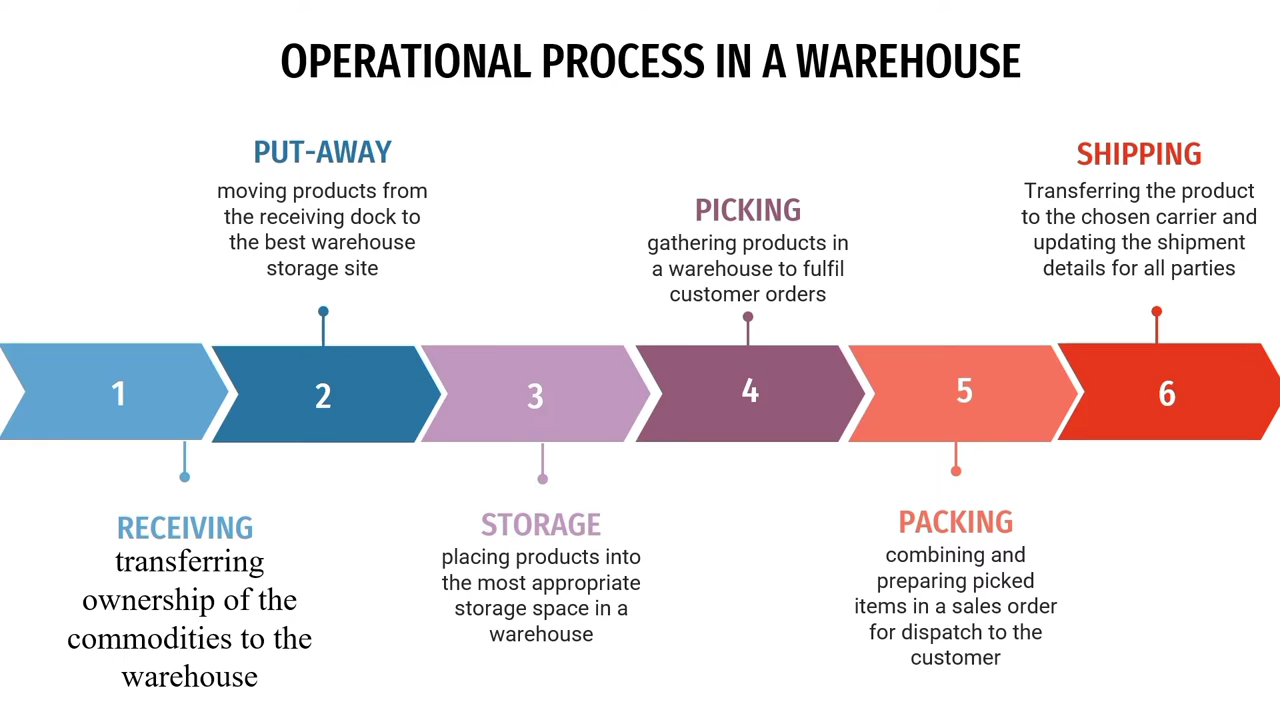 OPERATIONAL PROCESS IN A WAREHOUSE
PUT-AWAY
moving products from
the receiving dock to
the best warehouse
storage site
PICKING
gathering products in
a warehouse to fulfil
customer orders
SHIPPING
Transferring the product
to the chosen carrier and
updating the shipment
details for all parties
1
2
3
4
5
6
RECEIVING
transferring
ownership of the
commodities to the
warehouse
STORAGE
placing products into
the most appropriate
storage space in a
warehouse
PACKING
combining and
preparing picked
items in a sales order
for dispatch to the
customer